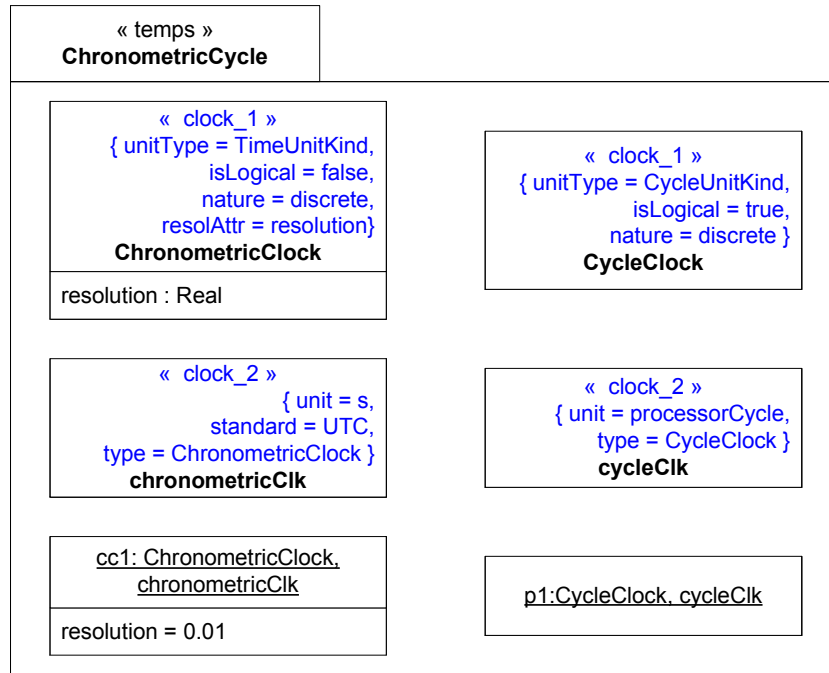 « temps »
ChronometricCycle
« clock_1 »
{ unitType = TimeUnitKind,
isLogical = false,
nature = discrete,
resolAttr = resolution}
ChronometricClock
resolution : Real
« clock_1 »
{ unitType = CycleUnitKind,
isLogical = true,
nature = discrete }
CycleClock
« clock_2 »
{ unit = s,
standard = UTC,
type = ChronometricClock }
chronometricClk
« clock_2 »
{ unit = processorCycle,
type = CycleClock }
cycleClk
cc1: ChronometricClock,
chronometricClk
resolution = 0.01
p1:CycleClock, cycleClk